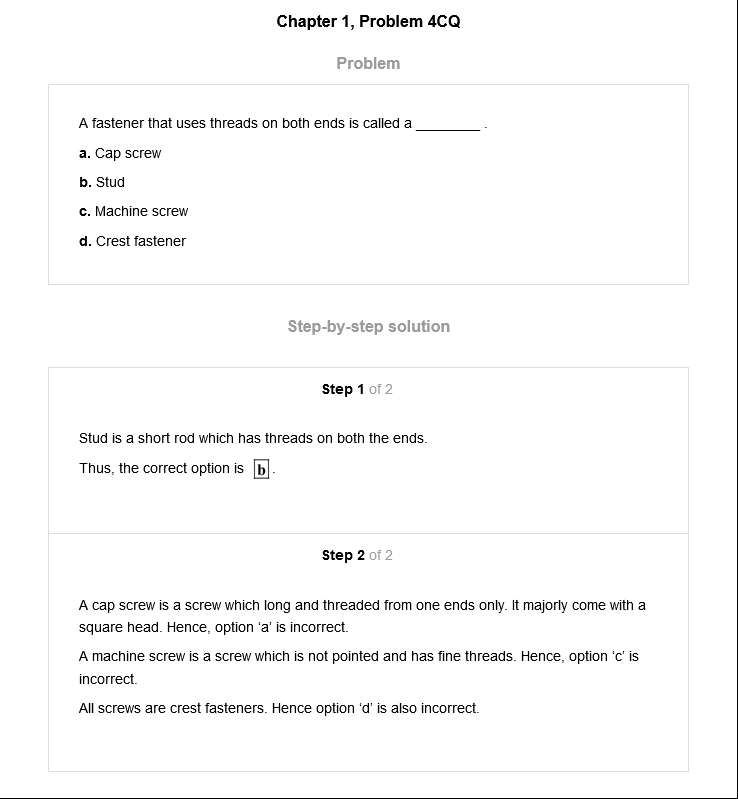 Chapter 1, Problem 4CQ
Problem
A fastener that uses threads on both ends is called a ________ .
a. Cap screw
b. Stud
c. Machine screw
d. Crest fastener
Step-by-step solution
Step 1 of 2
Stud is a short rod which has threads on both the ends.
Thus, the correct option is b .
Step 2 of 2
A cap screw is a screw which long and threaded from one ends only. It majorly come with a
square head. Hence, option ‘a’ is incorrect.
A machine screw is a screw which is not pointed and has fine threads. Hence, option ‘c’ is
incorrect.
All screws are crest fasteners. Hence option ‘d’ is also incorrect.